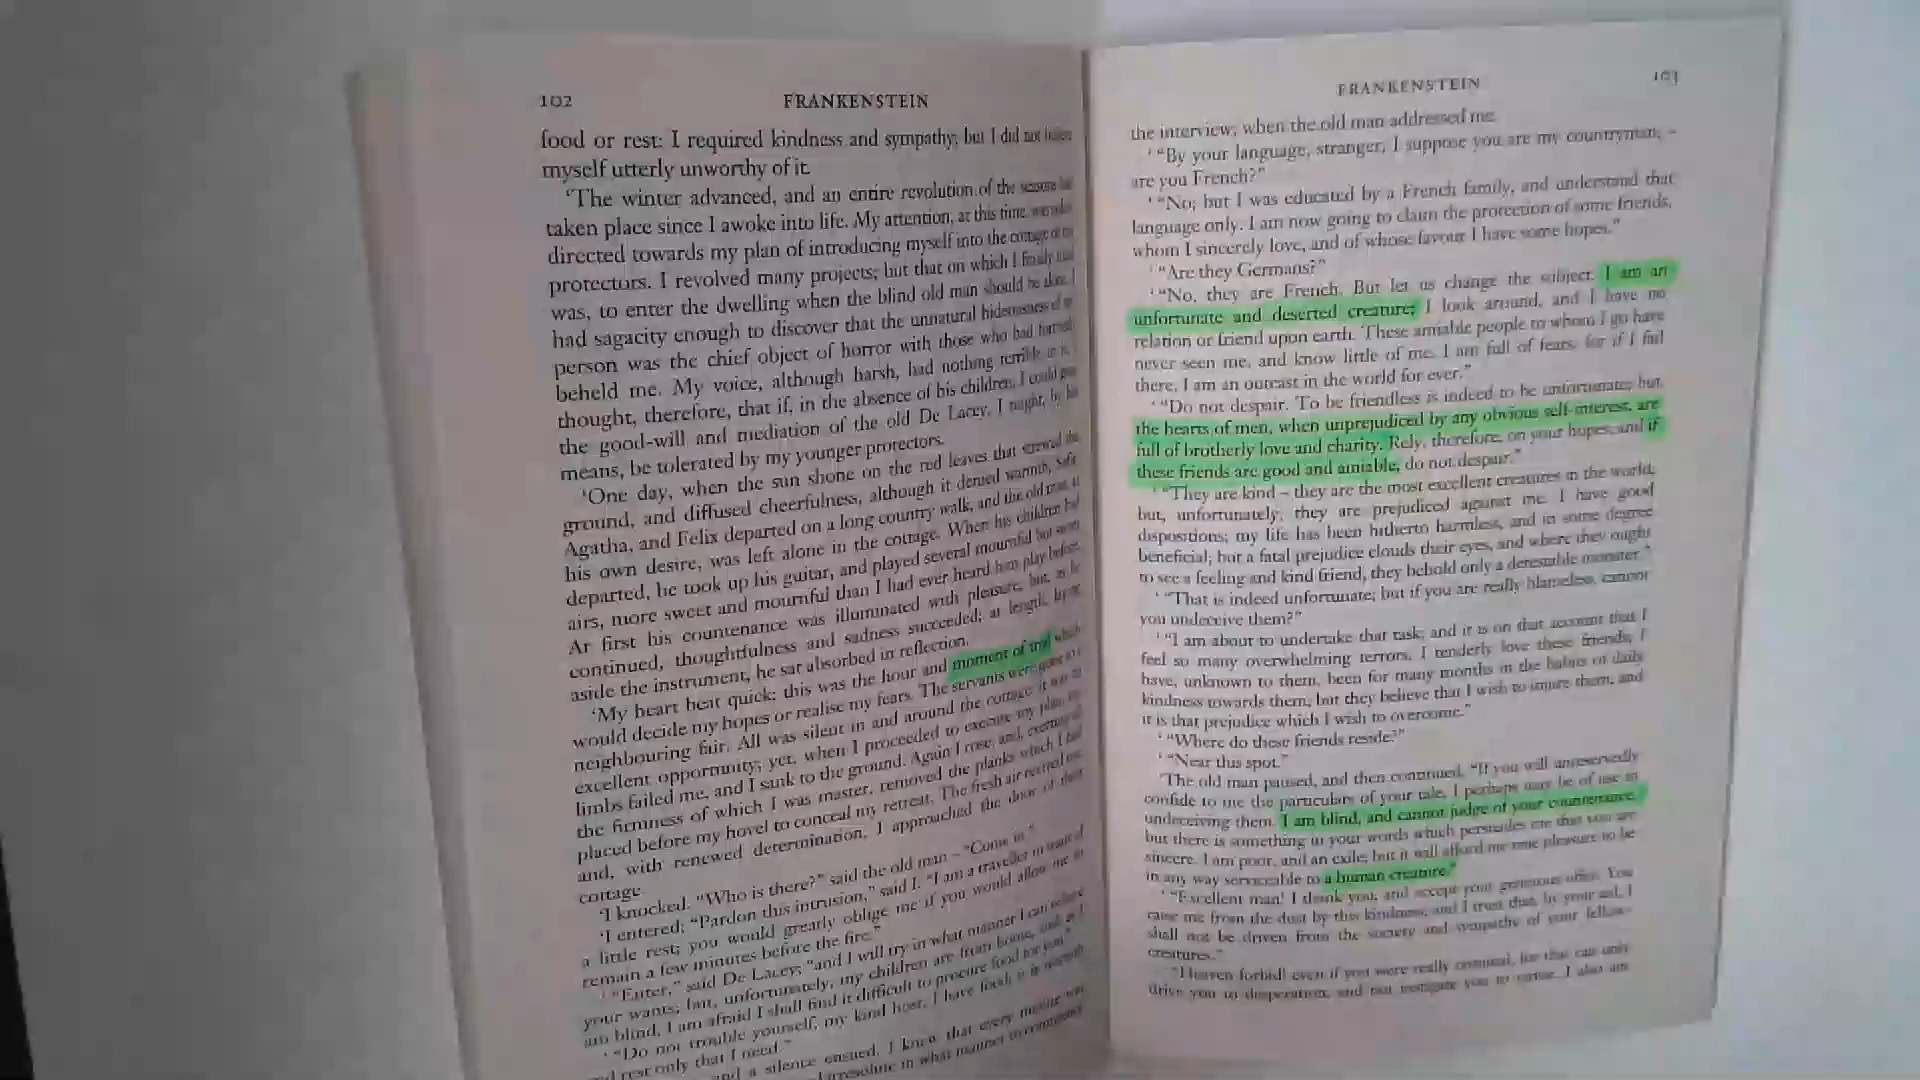 102
FRANKENSTEIN
food or rest: I required kindness and sympathy; but I did not believe
myself utterly unworthy of it.
'The winter advanced, and an entire revolution of the seasons had
taken place since I awoke into life. My attention, at this time, was solely
directed towards my plan of introducing myself into the cottage of my
protectors. I revolved many projects; but that on which I finally fixed
was, to enter the dwelling when the blind old man should be alone. I
had sagacity enough to discover that the unnatural hideousness of my
person was the chief object of horror with those who had formerly
beheld me. My voice, although harsh, had nothing terrible in it; I
thought, therefore, that if, in the absence of his children, I could gain
the good-will and mediation of the old De Lacey, I might, by his
means, be tolerated by my younger protectors.
'One day, when the sun shone on the red leaves that strewed the
ground, and diffused cheerfulness, although it denied warmth, Safie,
Agatha, and Felix departed on a long country walk, and the old man, at
his own desire, was left alone in the cottage. When his children had
departed, he took up his guitar, and played several mournful but sweet
airs, more sweet and mournful than I had ever heard him play before.
At first his countenance was illuminated with pleasure, but, as he
continued, thoughtfulness and sadness succeeded; at length, laying
aside the instrument, he sat absorbed in reflection.
'My heart beat quick; this was the hour and moment of trial which
would decide my hopes or realise my fears. The servants were gone to a
neighbouring fair. All was silent in and around the cottage: it was an
excellent opportunity; yet, when I proceeded to execute my plan, my
limbs failed me, and I sank to the ground. Again I rose; and, exerting all
the firmness of which I was master, removed the planks which I had
placed before my hovel to conceal my retreat. The fresh air revived me,
and, with renewed determination, I approached the door of their
cottage.
'I knocked. "Who is there?" said the old man – "Come in."
'I entered; "Pardon this intrusion," said I. "I am a traveller in want of
a little rest; you would greatly oblige me if you would allow me to
remain a few minutes before the fire."
' "Enter," said De Lacey; "and I will try in what manner I can relieve
your wants; but, unfortunately, my children are from home, and, as I
am blind, I am afraid I shall find it difficult to procure food for you."
' "Do not trouble yourself, my kind host, I have food; it is warmth
and rest only that I need."
and a silence ensued. I knew that every minute was
irresolute in what manner to commence
FRANKENSTEIN
103
the interview; when the old man addressed me.
' "By your language, stranger, I suppose you are my countryman; –
are you French?"
' "No; but I was educated by a French family, and understand that
language only. I am now going to claim the protection of some friends,
whom I sincerely love, and of whose favour I have some hopes."
' "Are they Germans?"
' "No, they are French. But let us change the subject. I am an
unfortunate and deserted creature; I look around, and I have no
relation or friend upon earth. These amiable people to whom I go have
never seen me, and know little of me. I am full of fears; for if I fail
there, I am an outcast in the world for ever."
' "Do not despair. To be friendless is indeed to be unfortunate; but
the hearts of men, when unprejudiced by any obvious self-interest, are
full of brotherly love and charity. Rely, therefore, on your hopes; and if
these friends are good and amiable, do not despair."
' "They are kind – they are the most excellent creatures in the world;
but, unfortunately, they are prejudiced against me. I have good
dispositions; my life has been hitherto harmless, and in some degree
beneficial; but a fatal prejudice clouds their eyes, and where they ought
to see a feeling and kind friend, they behold only a detestable monster."
' "That is indeed unfortunate; but if you are really blameless, cannot
you undeceive them?"
' "I am about to undertake that task; and it is on that account that I
feel so many overwhelming terrors. I tenderly love these friends; I
have, unknown to them, been for many months in the habits of daily
kindness towards them; but they believe that I wish to injure them, and
it is that prejudice which I wish to overcome."
' "Where do these friends reside?"
' "Near this spot."
'The old man paused, and then continued, "If you will unreservedly
confide to me the particulars of your tale, I perhaps may be of use in
undeceiving them. I am blind, and cannot judge of your countenance,
but there is something in your words which persuades me that you are
sincere. I am poor, and an exile; but it will afford me true pleasure to be
in any way serviceable to a human creature."
' "Excellent man! I thank you, and accept your generous offer. You
raise me from the dust by this kindness; and I trust that, by your aid, I
shall not be driven from the society and sympathy of your fellow-
creatures."
' "Heaven forbid! even if you were really criminal, for that can only
drive you to desperation, and not instigate you to virtue. I also am